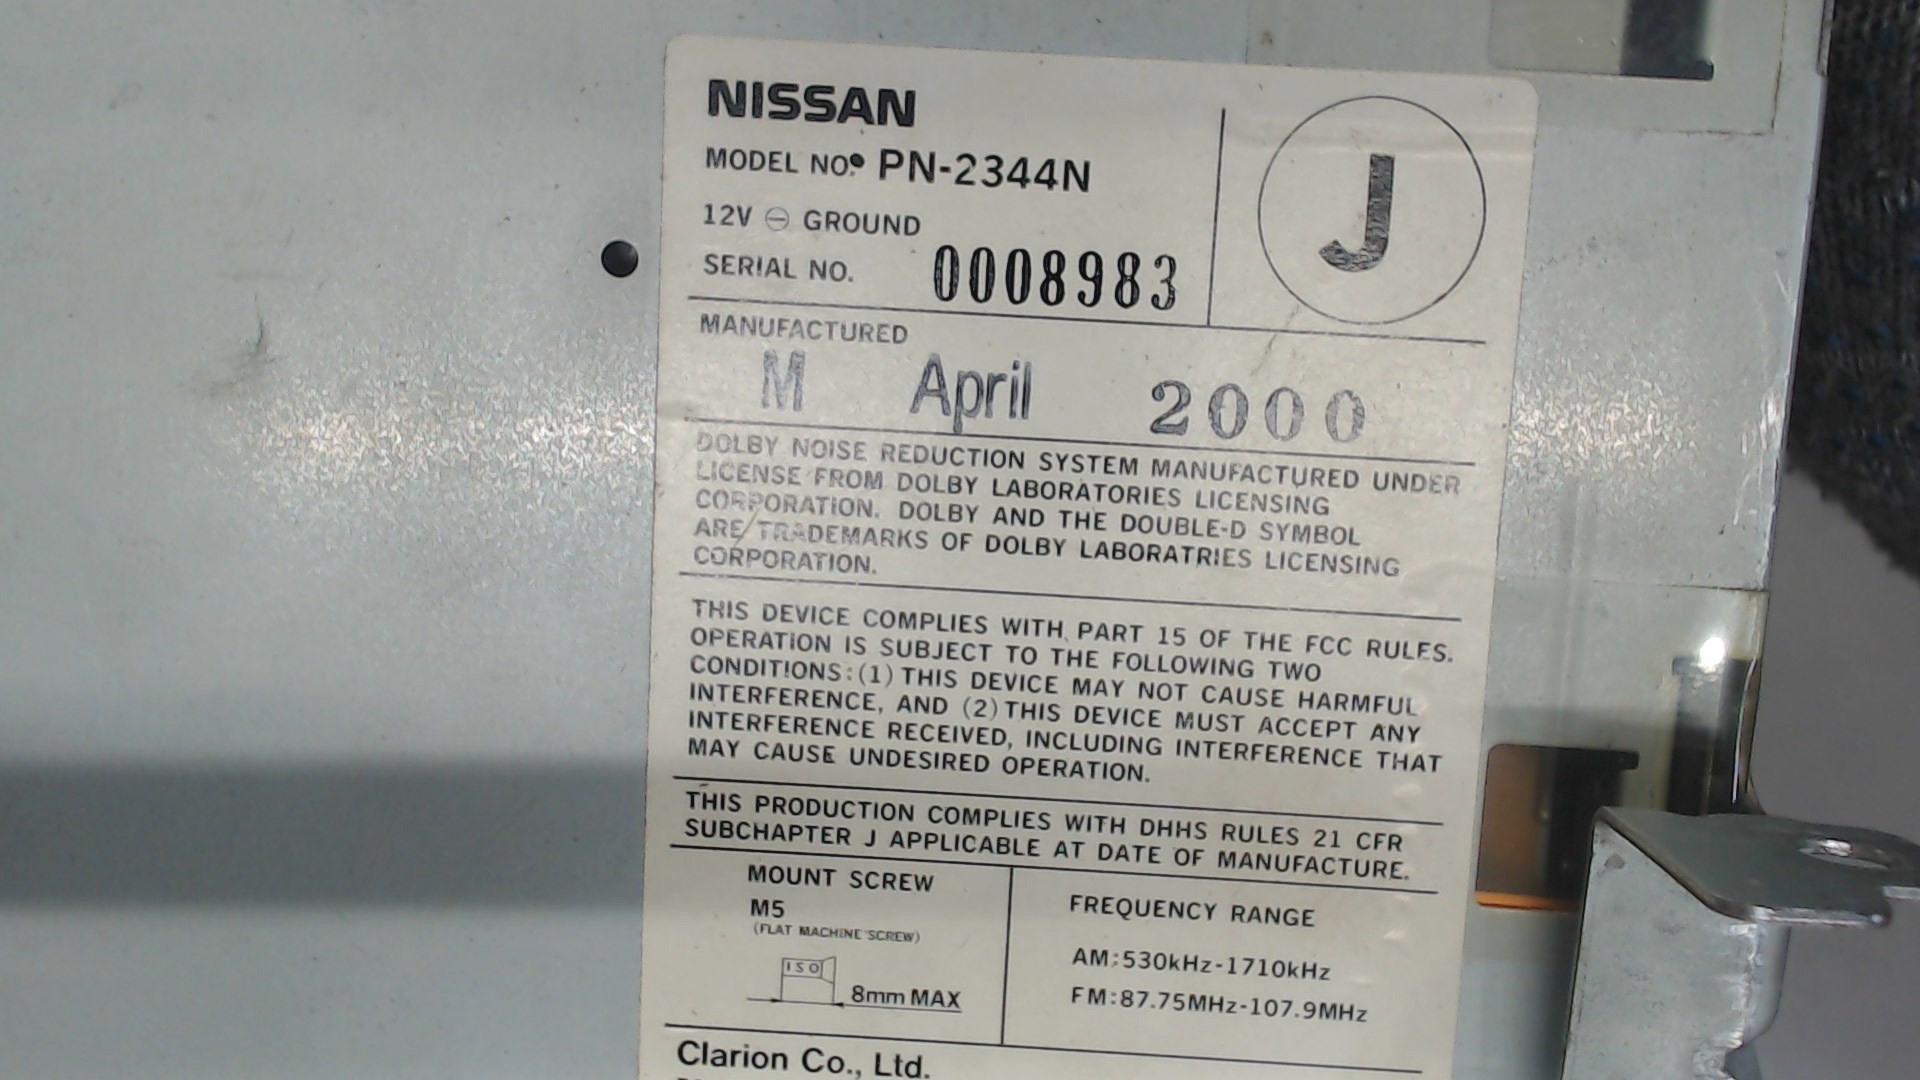 NISSAN
MODEL NO. PN-2344N
12V ⊖ GROUND
SERIAL NO. 0008983
J
MANUFACTURED
M April 2000
DOLBY NOISE REDUCTION SYSTEM MANUFACTURED UNDER
LICENSE FROM DOLBY LABORATORIES LICENSING
CORPORATION. DOLBY AND THE DOUBLE-D SYMBOL
ARE TRADEMARKS OF DOLBY LABORATRIES LICENSING
CORPORATION.
THIS DEVICE COMPLIES WITH PART 15 OF THE FCC RULES.
OPERATION IS SUBJECT TO THE FOLLOWING TWO
CONDITIONS:(1) THIS DEVICE MAY NOT CAUSE HARMFUL
INTERFERENCE, AND (2) THIS DEVICE MUST ACCEPT ANY
INTERFERENCE RECEIVED, INCLUDING INTERFERENCE THAT
MAY CAUSE UNDESIRED OPERATION.
THIS PRODUCTION COMPLIES WITH DHHS RULES 21 CFR
SUBCHAPTER J APPLICABLE AT DATE OF MANUFACTURE.
MOUNT SCREW
M5
(FLAT MACHINE SCREW)
ISO
8mm MAX
FREQUENCY RANGE
AM:530kHz-1710kHz
FM:87.75MHz-107.9MHz
Clarion Co., Ltd.